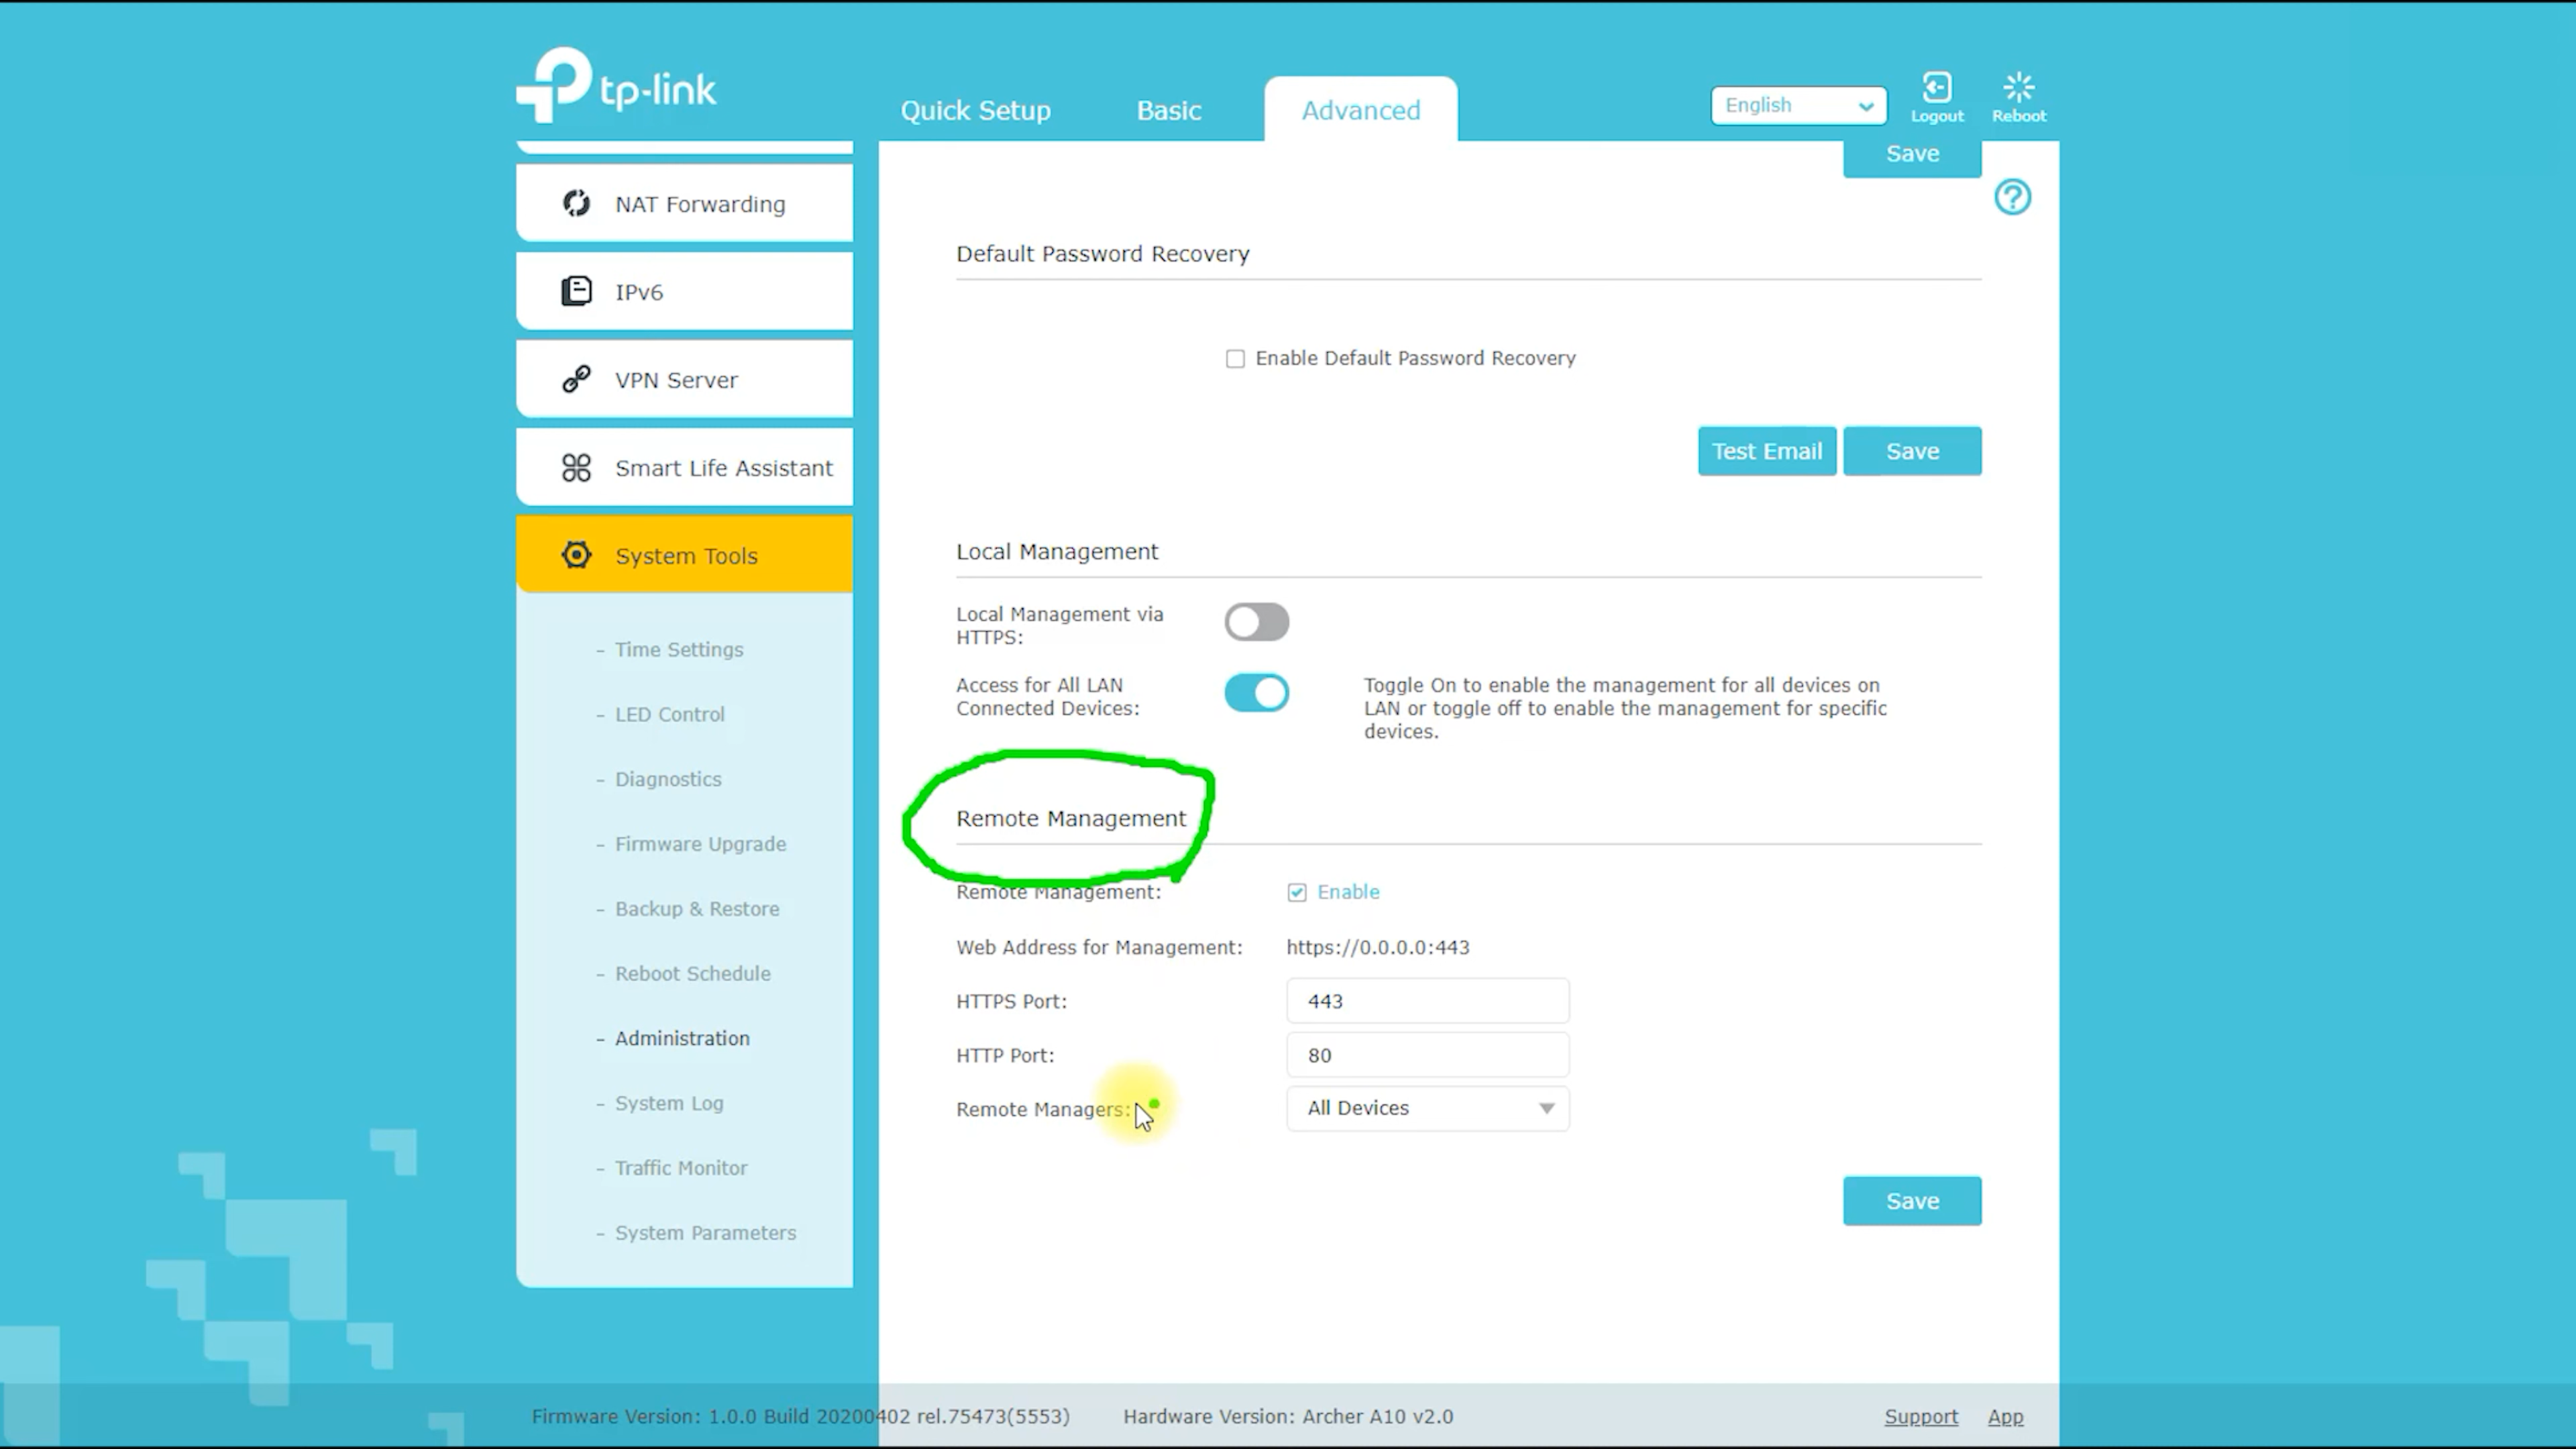 tp-link
Quick Setup
Basic
Advanced
English
Logout
Reboot
NAT Forwarding
IPv6
VPN Server
Smart Life Assistant
System Tools
- Time Settings
- LED Control
- Diagnostics
- Firmware Upgrade
- Backup & Restore
- Reboot Schedule
- Administration
- System Log
- Traffic Monitor
- System Parameters
Save
Default Password Recovery
Enable Default Password Recovery
Test Email
Save
Local Management
Local Management via
HTTPS:
Access for All LAN
Connected Devices:
Toggle On to enable the management for all devices on
LAN or toggle off to enable the management for specific
devices.
Remote Management
Remote Management:
Enable
Web Address for Management:
https://0.0.0.0:443
HTTPS Port:
443
HTTP Port:
80
Remote Managers:
All Devices
Save
Firmware Version: 1.0.0 Build 20200402 rel.75473(5553)
Hardware Version: Archer A10 v2.0
Support
App